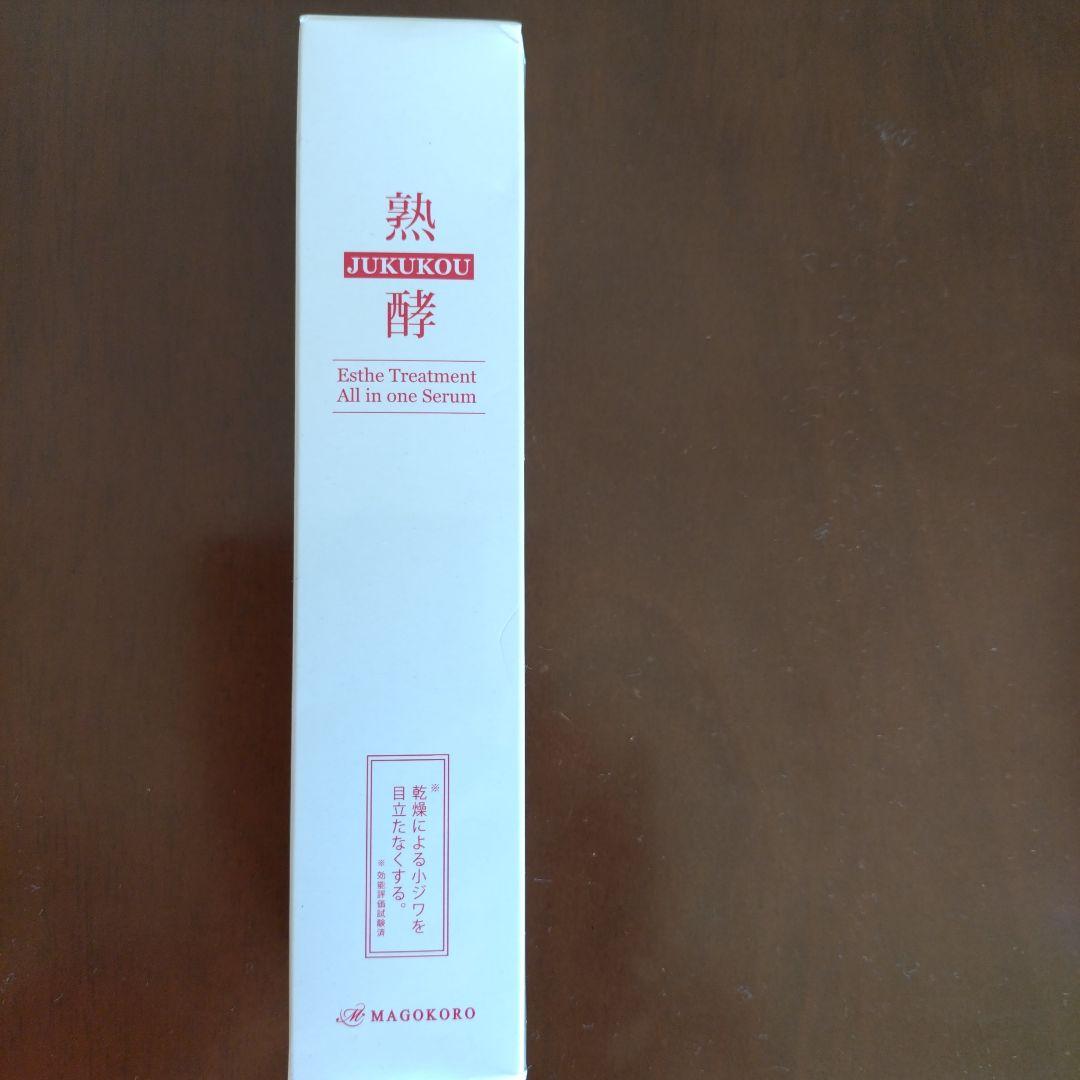 熟
JUKUKOU
酵
Esthe Treatment
All in one Serum
※
乾燥による小ジワを
目立たなくする。
※効能評価試験済
M MAGOKORO